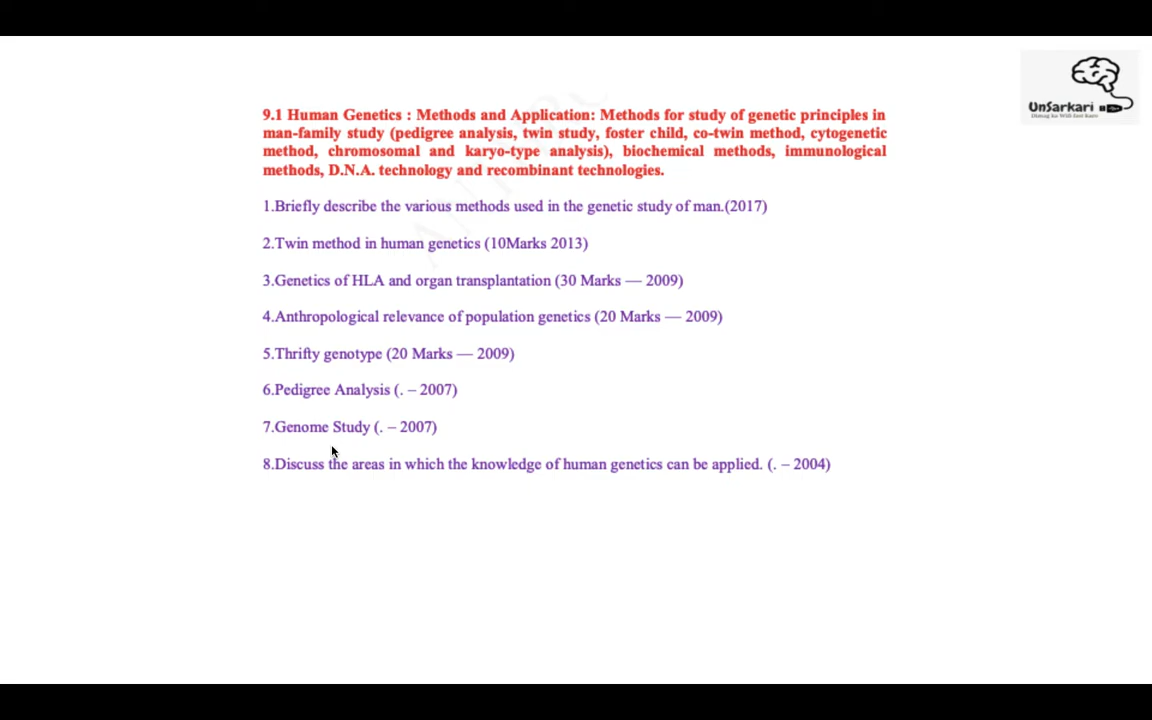 UnSarkari
Dimag ka Wifi Just Karo
9.1 Human Genetics : Methods and Application: Methods for study of genetic principles in
man-family study (pedigree analysis, twin study, foster child, co-twin method, cytogenetic
method, chromosomal and karyo-type analysis), biochemical methods, immunological
methods, D.N.A. technology and recombinant technologies.
1.Briefly describe the various methods used in the genetic study of man.(2017)
2.Twin method in human genetics (10Marks 2013)
3.Genetics of HLA and organ transplantation (30 Marks — 2009)
4.Anthropological relevance of population genetics (20 Marks — 2009)
5.Thrifty genotype (20 Marks — 2009)
6.Pedigree Analysis (. – 2007)
7.Genome Study (. – 2007)
8.Discuss the areas in which the knowledge of human genetics can be applied. (. – 2004)